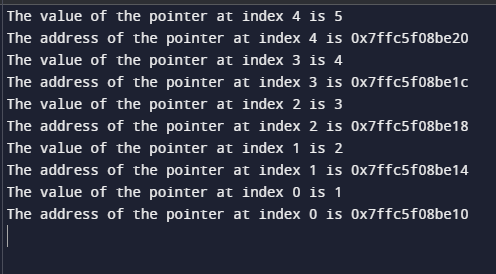 The value of the pointer at index 4 is 5
The address of the pointer at index 4 is 0x7ffc5f08be20
The value of the pointer at index 3 is 4
The address of the pointer at index 3 is 0x7ffc5f08be1c
The value of the pointer at index 2 is 3
The address of the pointer at index 2 is 0x7ffc5f08be18
The value of the pointer at index 1 is 2
The address of the pointer at index 1 is 0x7ffc5f08be14
The value of the pointer at index 0 is 1
The address of the pointer at index 0 is 0x7ffc5f08be10